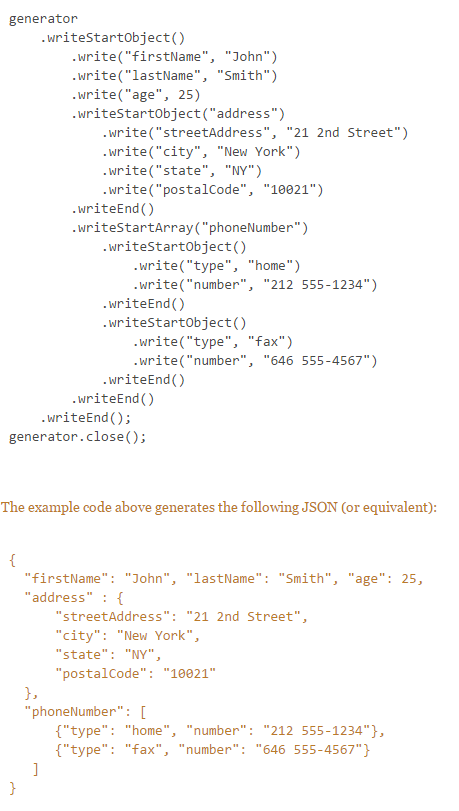 generator
    .writeStartObject()
        .write("firstName", "John")
        .write("lastName", "Smith")
        .write("age", 25)
        .writeStartObject("address")
            .write("streetAddress", "21 2nd Street")
            .write("city", "New York")
            .write("state", "NY")
            .write("postalCode", "10021")
        .writeEnd()
        .writeStartArray("phoneNumber")
            .writeStartObject()
                .write("type", "home")
                .write("number", "212 555-1234")
            .writeEnd()
            .writeStartObject()
                .write("type", "fax")
                .write("number", "646 555-4567")
            .writeEnd()
        .writeEnd()
    .writeEnd();
generator.close();
The example code above generates the following JSON (or equivalent):
{
  "firstName": "John", "lastName": "Smith", "age": 25,
  "address" : {
      "streetAddress": "21 2nd Street",
      "city": "New York",
      "state": "NY",
      "postalCode": "10021"
  },
  "phoneNumber": [
      {"type": "home", "number": "212 555-1234"},
      {"type": "fax", "number": "646 555-4567"}
   ]
}